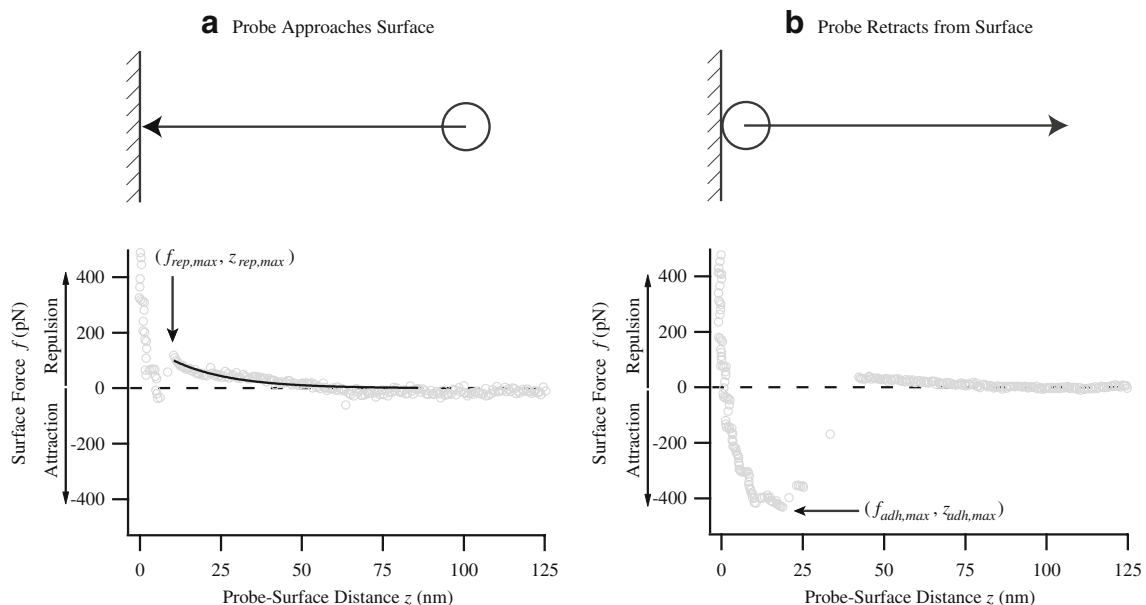 a Probe Approaches Surface
(f_rep,max, z_rep,max)
Surface Force f (pN)
Attraction Repulsion
400
200
0
-200
-400
0 25 50 75 100 125
Probe-Surface Distance z (nm)
b Probe Retracts from Surface
Surface Force f (pN)
Attraction Repulsion
400
200
0
-200
-400
(f_adh,max, z_adh,max)
0 25 50 75 100 125
Probe-Surface Distance z (nm)